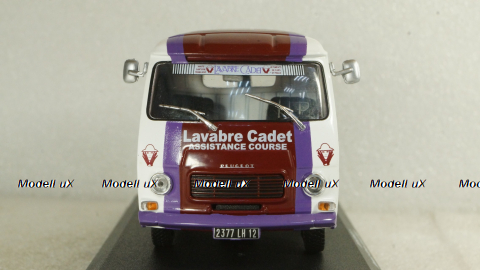 LAVABRE CADET
Lavabre Cadet
ASSISTANCE COURSE
PEUGEOT
Modell uX Modell uX Modell uX Modell uX Modell uX Mode
2377 LH 12